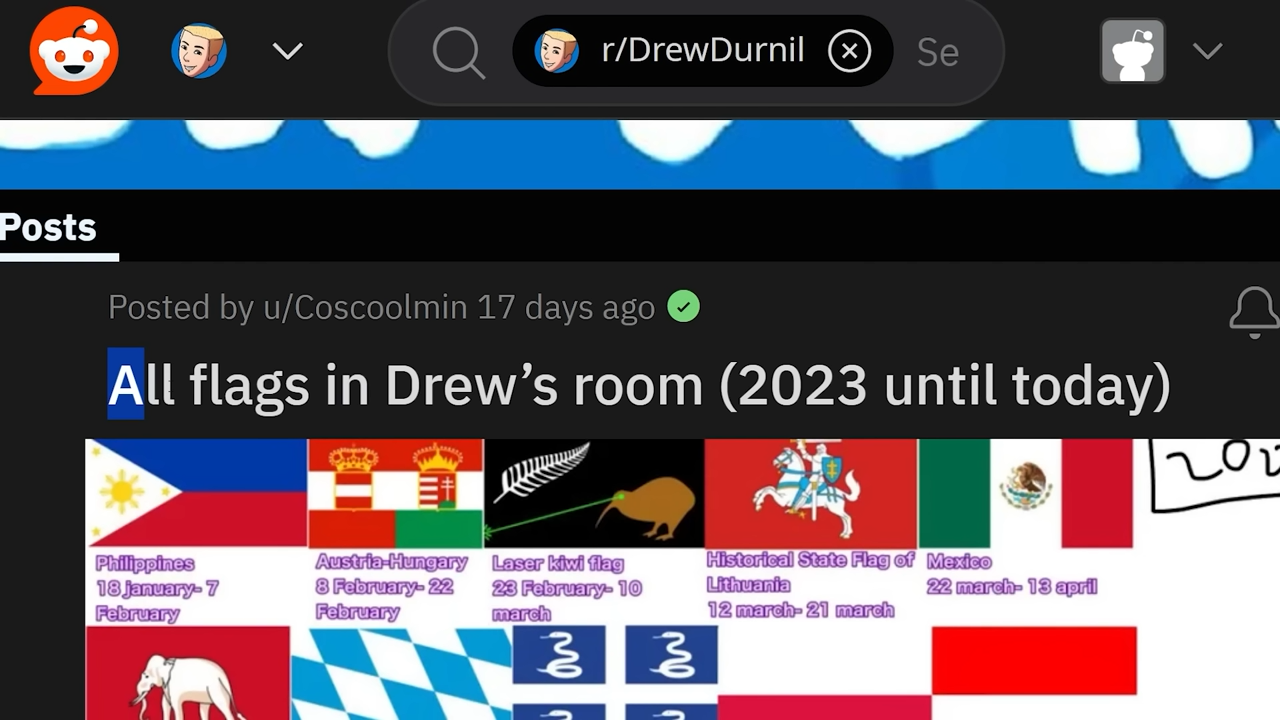 r/DrewDurnil Se
Posts
Posted by u/Coscoolmin 17 days ago
All flags in Drew’s room (2023 until today)
Philippines
18 january- 7
February
Austria-Hungary
8 February- 22
February
Laser kiwi flag
23 February- 10
march
Historical State Flag of
Lithuania
12 march- 21 march
Mexico
22 march- 13 april